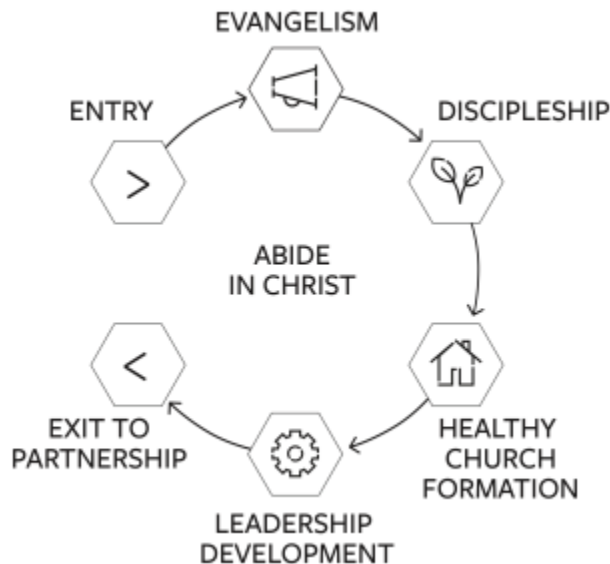 EVANGELISM
ENTRY
DISCIPLESHIP
ABIDE
IN CHRIST
EXIT TO
PARTNERSHIP
HEALTHY
CHURCH
FORMATION
LEADERSHIP
DEVELOPMENT